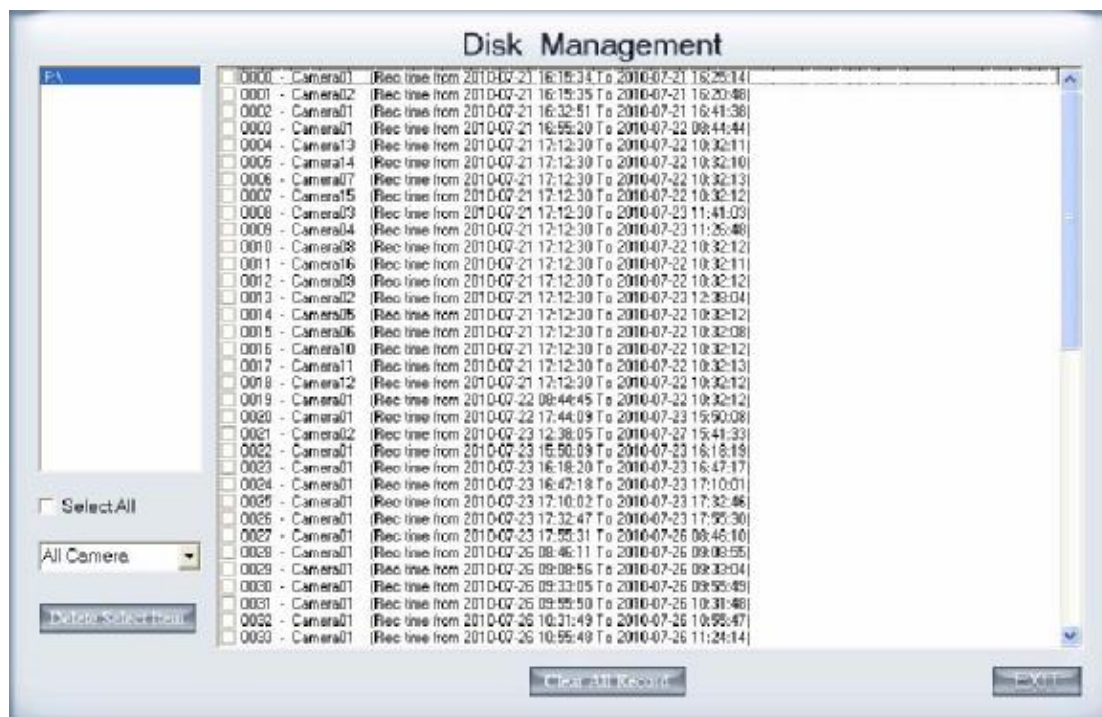 Disk Management
F:\
0000 - Camera01 (Rec time from 2010-07-21 16:15:34 To 2010-07-21 16:25:14)
0001 - Camera02 (Rec time from 2010-07-21 16:15:35 To 2010-07-21 16:20:48)
0002 - Camera01 (Rec time from 2010-07-21 16:32:51 To 2010-07-21 16:41:38)
0003 - Camera01 (Rec time from 2010-07-21 16:55:20 To 2010-07-22 08:44:44)
0004 - Camera13 (Rec time from 2010-07-21 17:12:30 To 2010-07-22 10:32:11)
0005 - Camera14 (Rec time from 2010-07-21 17:12:30 To 2010-07-22 10:32:10)
0006 - Camera07 (Rec time from 2010-07-21 17:12:30 To 2010-07-22 10:32:13)
0007 - Camera15 (Rec time from 2010-07-21 17:12:30 To 2010-07-22 10:32:12)
0008 - Camera03 (Rec time from 2010-07-21 17:12:30 To 2010-07-23 11:41:03)
0009 - Camera04 (Rec time from 2010-07-21 17:12:30 To 2010-07-23 11:26:48)
0010 - Camera08 (Rec time from 2010-07-21 17:12:30 To 2010-07-22 10:32:12)
0011 - Camera16 (Rec time from 2010-07-21 17:12:30 To 2010-07-22 10:32:11)
0012 - Camera09 (Rec time from 2010-07-21 17:12:30 To 2010-07-22 10:32:12)
0013 - Camera02 (Rec time from 2010-07-21 17:12:30 To 2010-07-23 12:38:04)
0014 - Camera05 (Rec time from 2010-07-21 17:12:30 To 2010-07-22 10:32:12)
0015 - Camera06 (Rec time from 2010-07-21 17:12:30 To 2010-07-22 10:32:08)
0016 - Camera10 (Rec time from 2010-07-21 17:12:30 To 2010-07-22 10:32:12)
0017 - Camera11 (Rec time from 2010-07-21 17:12:30 To 2010-07-22 10:32:13)
0018 - Camera12 (Rec time from 2010-07-21 17:12:30 To 2010-07-22 10:32:12)
0019 - Camera01 (Rec time from 2010-07-22 08:44:45 To 2010-07-22 10:32:12)
0020 - Camera01 (Rec time from 2010-07-22 17:44:09 To 2010-07-23 15:50:08)
0021 - Camera02 (Rec time from 2010-07-23 12:38:05 To 2010-07-27 15:41:33)
0022 - Camera01 (Rec time from 2010-07-23 15:50:09 To 2010-07-23 16:18:19)
0023 - Camera01 (Rec time from 2010-07-23 16:18:20 To 2010-07-23 16:47:17)
0024 - Camera01 (Rec time from 2010-07-23 16:47:18 To 2010-07-23 17:10:01)
0025 - Camera01 (Rec time from 2010-07-23 17:10:02 To 2010-07-23 17:32:46)
0026 - Camera01 (Rec time from 2010-07-23 17:32:47 To 2010-07-23 17:55:30)
0027 - Camera01 (Rec time from 2010-07-23 17:55:31 To 2010-07-26 08:46:10)
0028 - Camera01 (Rec time from 2010-07-26 08:46:11 To 2010-07-26 09:08:55)
0029 - Camera01 (Rec time from 2010-07-26 09:08:56 To 2010-07-26 09:33:04)
0030 - Camera01 (Rec time from 2010-07-26 09:33:05 To 2010-07-26 09:55:49)
0031 - Camera01 (Rec time from 2010-07-26 09:55:50 To 2010-07-26 10:31:48)
0032 - Camera01 (Rec time from 2010-07-26 10:31:49 To 2010-07-26 10:55:47)
0033 - Camera01 (Rec time from 2010-07-26 10:55:48 To 2010-07-26 11:24:14)
Select All
All Camera
Delete Select Item
Clear All Record
EXIT